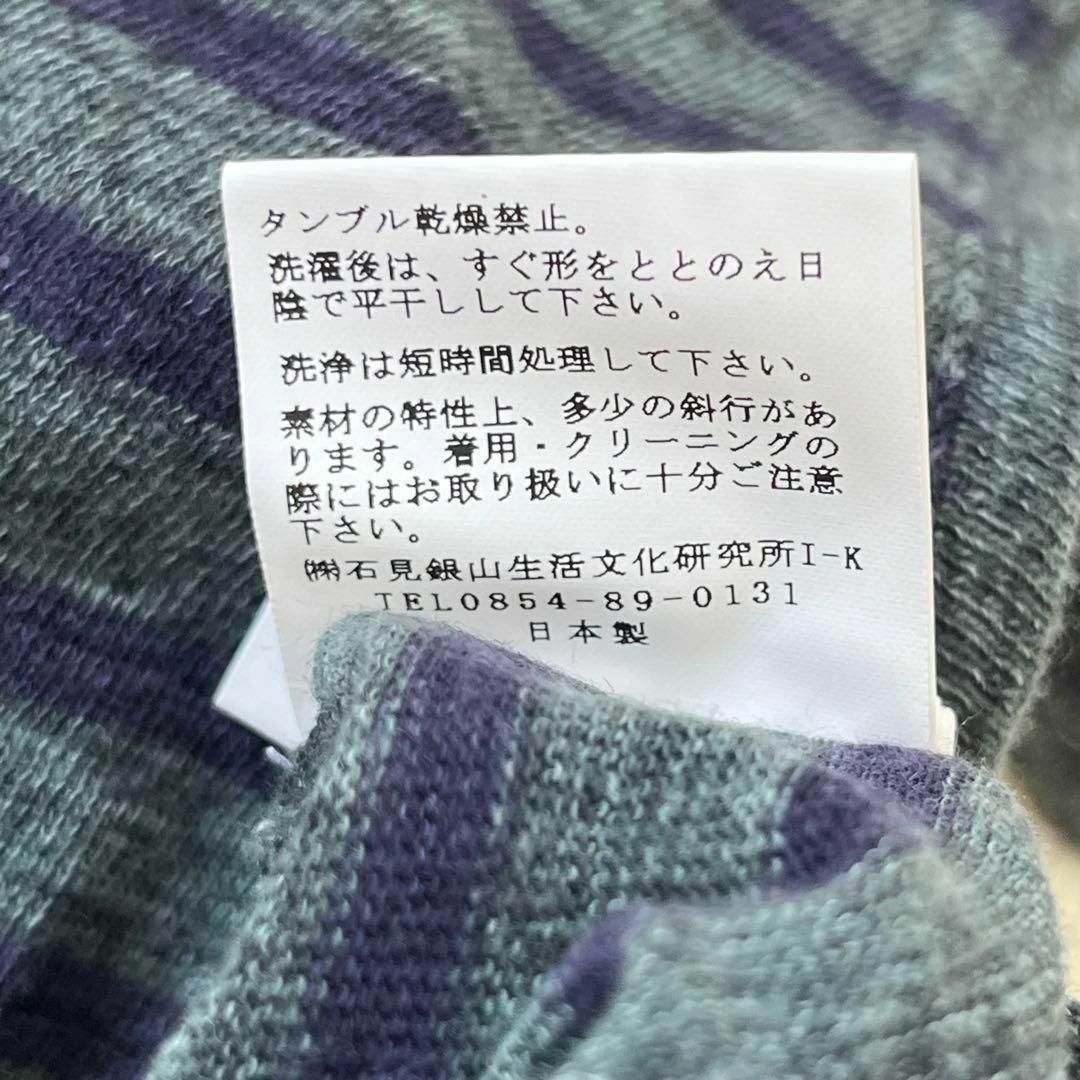 タンブル乾燥禁止。
洗濯後は、すぐ形をととのえ日
陰で平干しして下さい。
洗浄は短時間処理して下さい。
素材の特性上、多少の斜行があ
ります。着用・クリーニングの
際にはお取り扱いに十分ご注意
下さい。
㈱石見銀山生活文化研究所I-K
TEL0854-89-0131
日本製